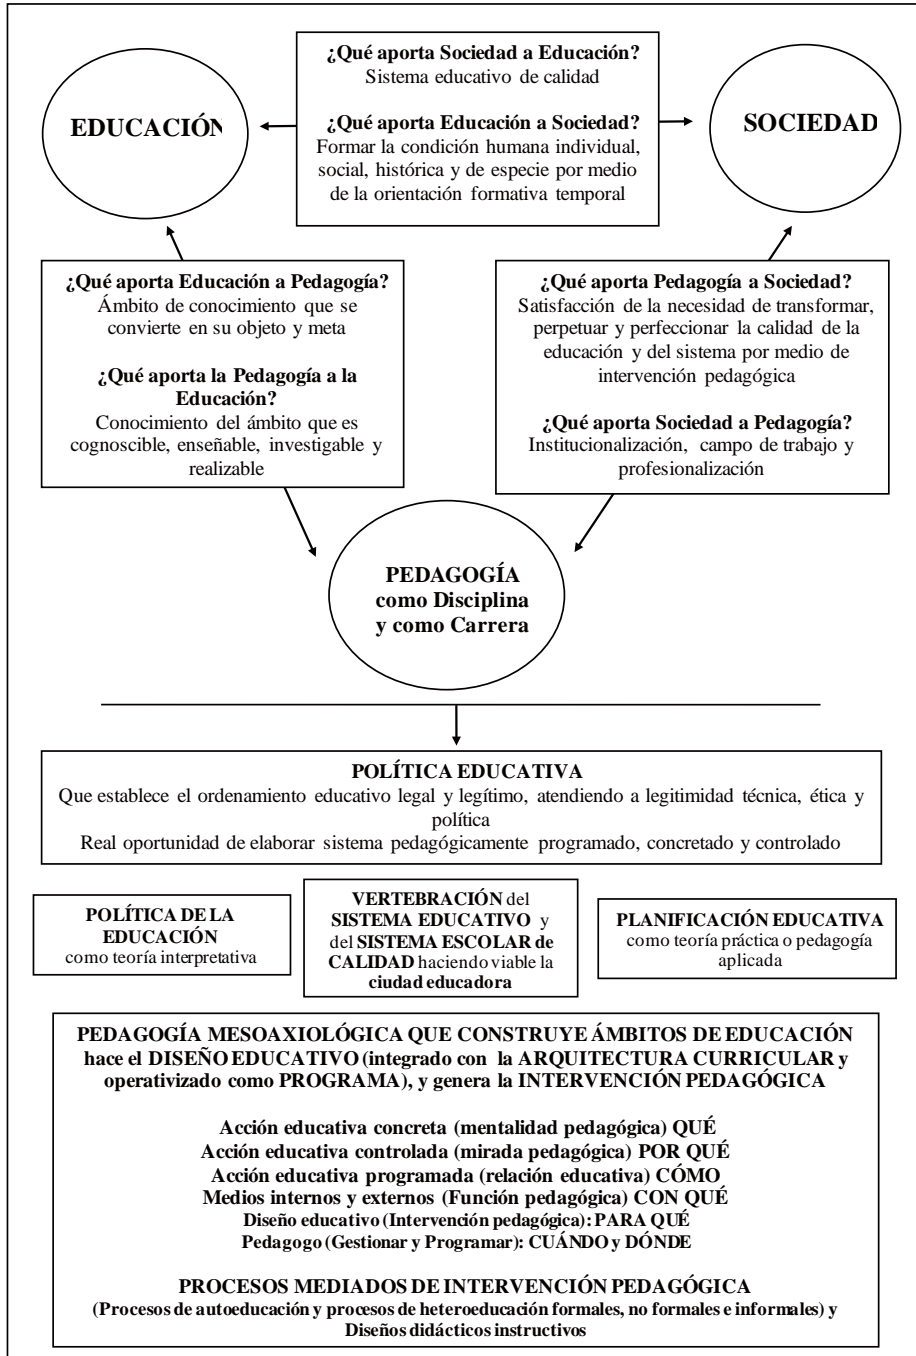 ¿Qué aporta Sociedad a Educación?
Sistema educativo de calidad
¿Qué aporta Educación a Sociedad?
Formar la condición humana individual,
social, histórica y de especie por medio
de la orientación formativa temporal
EDUCACIÓN
SOCIEDAD
¿Qué aporta Educación a Pedagogía?
Ámbito de conocimiento que se
convierte en su objeto y meta
¿Qué aporta la Pedagogía a la
Educación?
Conocimiento del ámbito que es
cognoscible, enseñable, investigable y
realizable
¿Qué aporta Pedagogía a Sociedad?
Satisfacción de la necesidad de transformar,
perpetuar y perfeccionar la calidad de la
educación y del sistema por medio de
intervención pedagógica
¿Qué aporta Sociedad a Pedagogía?
Institucionalización, campo de trabajo y
profesionalización
PEDAGOGÍA
como Disciplina
y como Carrera
POLÍTICA EDUCATIVA
Que establece el ordenamiento educativo legal y legítimo, atendiendo a legitimidad técnica, ética y
política
Real oportunidad de elaborar sistema pedagógicamente programado, concretado y controlado
POLÍTICA DE LA
EDUCACIÓN
como teoría interpretativa
VERTEBRACIÓN del
SISTEMA EDUCATIVO y
del SISTEMA ESCOLAR de
CALIDAD haciendo viable la
ciudad educadora
PLANIFICACIÓN EDUCATIVA
como teoría práctica o pedagogía
aplicada
PEDAGOGÍA MESOAXIOLÓGICA QUE CONSTRUYE ÁMBITOS DE EDUCACIÓN
hace el DISEÑO EDUCATIVO (integrado con la ARQUITECTURA CURRICULAR y
operativizado como PROGRAMA), y genera la INTERVENCIÓN PEDAGÓGICA
Acción educativa concreta (mentalidad pedagógica) QUÉ
Acción educativa controlada (mirada pedagógica) POR QUÉ
Acción educativa programada (relación educativa) CÓMO
Medios internos y externos (Función pedagógica) CON QUÉ
Diseño educativo (Intervención pedagógica): PARA QUÉ
Pedagogo (Gestionar y Programar): CUÁNDO y DÓNDE
PROCESOS MEDIADOS DE INTERVENCIÓN PEDAGÓGICA
(Procesos de autoeducación y procesos de heteroeducación formales, no formales e informales) y
Diseños didácticos instructivos